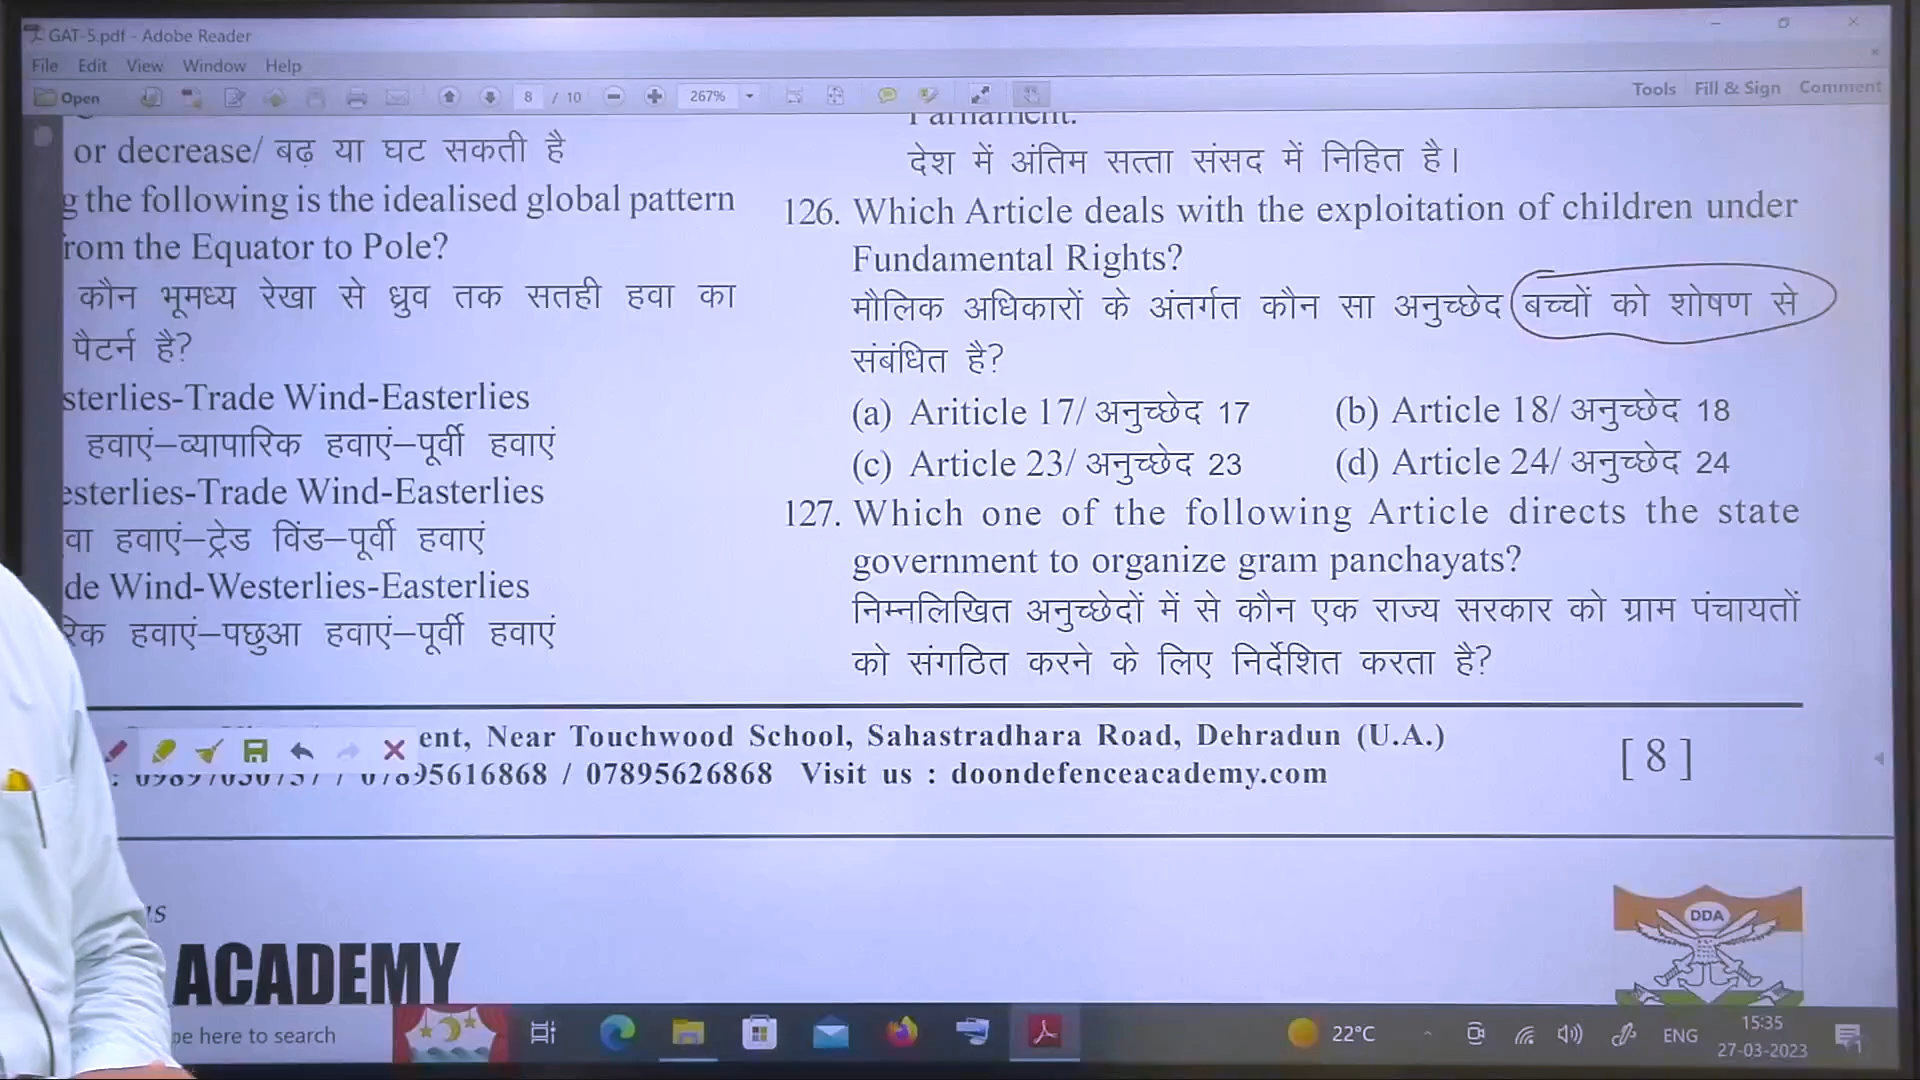 GAT-5.pdf - Adobe Reader
File Edit View Window Help
Open 8 / 10 267% Tools Fill & Sign Comment
or decrease/ बढ़ या घट सकती है
g the following is the idealised global pattern
rom the Equator to Pole?
कौन भूमध्य रेखा से ध्रुव तक सतही हवा का
पैटर्न है?
sterlies-Trade Wind-Easterlies
हवाएं–व्यापारिक हवाएं–पूर्वी हवाएं
esterlies-Trade Wind-Easterlies
वा हवाएं–ट्रेड विंड–पूर्वी हवाएं
de Wind-Westerlies-Easterlies
रिक हवाएं–पछुआ हवाएं–पूर्वी हवाएं
Parliament.
देश में अंतिम सत्ता संसद में निहित है।
126. Which Article deals with the exploitation of children under
Fundamental Rights?
मौलिक अधिकारों के अंतर्गत कौन सा अनुच्छेद बच्चों को शोषण से
संबंधित है?
(a) Ariticle 17/ अनुच्छेद 17 (b) Article 18/ अनुच्छेद 18
(c) Article 23/ अनुच्छेद 23 (d) Article 24/ अनुच्छेद 24
127. Which one of the following Article directs the state
government to organize gram panchayats?
निम्नलिखित अनुच्छेदों में से कौन एक राज्य सरकार को ग्राम पंचायतों
को संगठित करने के लिए निर्देशित करता है?
ent, Near Touchwood School, Sahastradhara Road, Dehradun (U.A.)
/ 07895616868 / 07895626868 Visit us : doondefenceacademy.com
[8]
ACADEMY
DDA
pe here to search
22°C ENG 15:35
27-03-2023